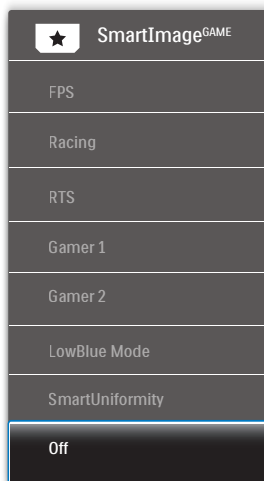 SmartImageGAME
FPS
Racing
RTS
Gamer 1
Gamer 2
LowBlue Mode
SmartUniformity
Off